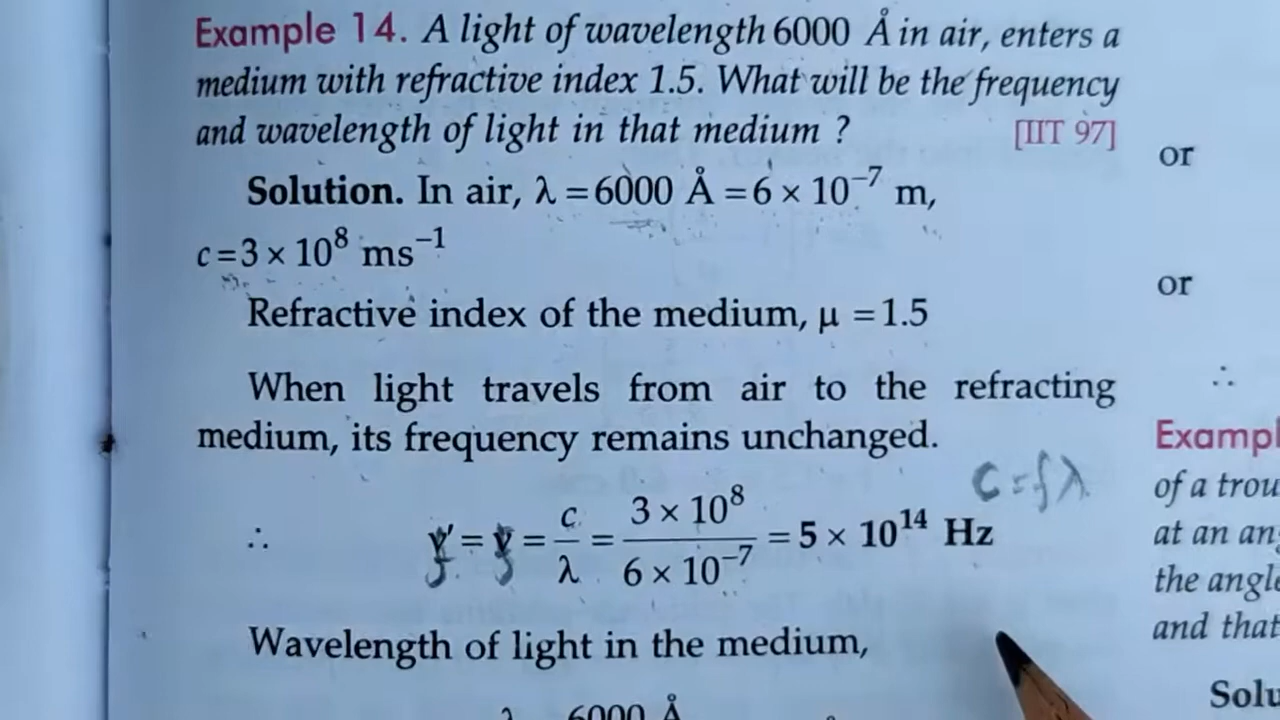 Example 14. A light of wavelength 6000 Å in air, enters a
medium with refractive index 1.5. What will be the frequency
and wavelength of light in that medium ? [IIT 97]
Solution. In air, λ = 6000 Å = 6 × 10⁻⁷ m,
c = 3 × 10⁸ ms⁻¹
Refractive index of the medium, μ = 1.5
When light travels from air to the refracting
medium, its frequency remains unchanged.
c = fλ
∴ ν′ = ν = c/λ = 3 × 10⁸ / 6 × 10⁻⁷ = 5 × 10¹⁴ Hz
Wavelength of light in the medium,
λ 6000 Å
or
or
∴
Exampl
of a trou
at an an
the angle
and that
Solu